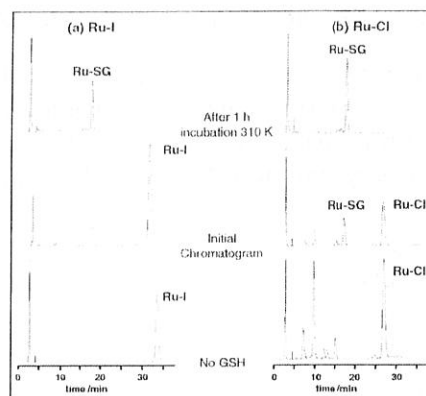 (a) Ru-I
(b) Ru-Cl
Ru-SG
Ru-SG
After 1 h
incubation 310 K
Ru-I
Ru-SG
Ru-Cl
Initial
Chromatogram
Ru-I
Ru-Cl
No GSH
0 10 20 30
time /min
0 10 20 30
time /min